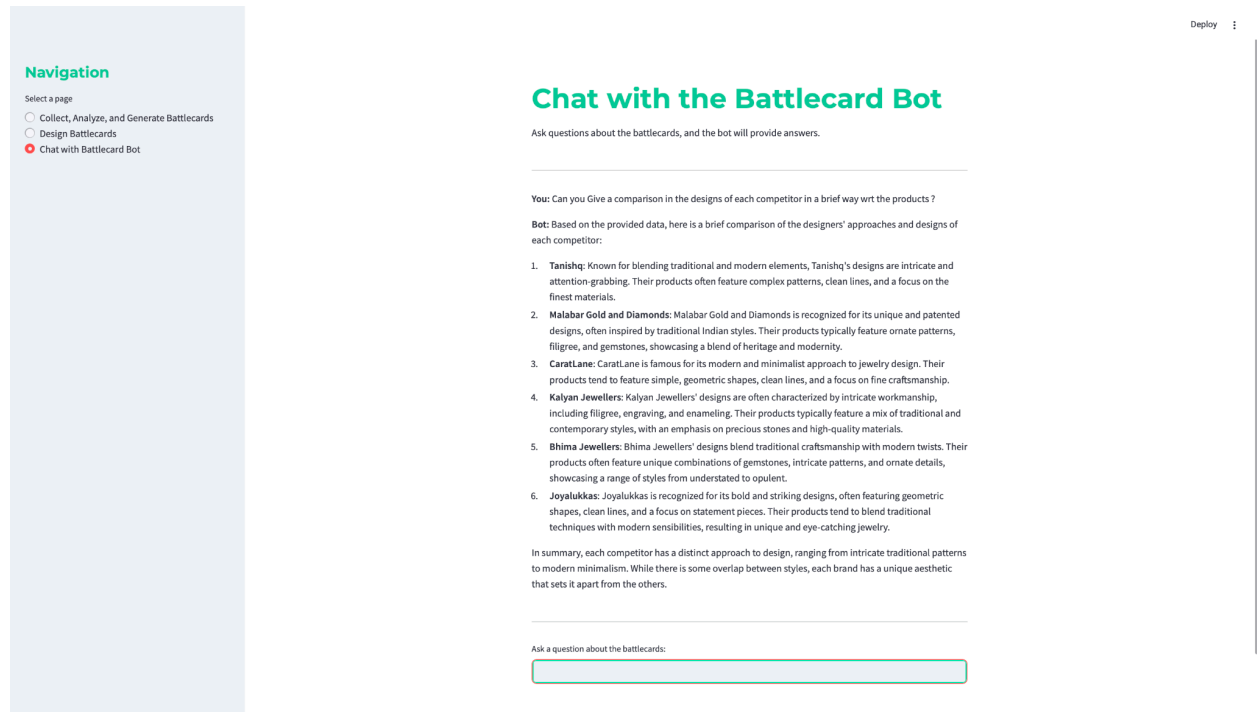 Deploy
Navigation
Select a page
Collect, Analyze, and Generate Battlecards
Design Battlecards
Chat with Battlecard Bot
Chat with the Battlecard Bot
Ask questions about the battlecards, and the bot will provide answers.
You: Can you Give a comparison in the designs of each competitor in a brief way wrt the products ?
Bot: Based on the provided data, here is a brief comparison of the designers' approaches and designs of
each competitor:
1. Tanishq: Known for blending traditional and modern elements, Tanishq's designs are intricate and
attention-grabbing. Their products often feature complex patterns, clean lines, and a focus on the
finest materials.
2. Malabar Gold and Diamonds: Malabar Gold and Diamonds is recognized for its unique and patented
designs, often inspired by traditional Indian styles. Their products typically feature ornate patterns,
filigree, and gemstones, showcasing a blend of heritage and modernity.
3. CaratLane: CaratLane is famous for its modern and minimalist approach to jewelry design. Their
products tend to feature simple, geometric shapes, clean lines, and a focus on fine craftsmanship.
4. Kalyan Jewellers: Kalyan Jewellers' designs are often characterized by intricate workmanship,
including filigree, engraving, and enameling. Their products typically feature a mix of traditional and
contemporary styles, with an emphasis on precious stones and high-quality materials.
5. Bhima Jewellers: Bhima Jewellers' designs blend traditional craftsmanship with modern twists. Their
products often feature unique combinations of gemstones, intricate patterns, and ornate details,
showcasing a range of styles from understated to opulent.
6. Joyalukkas: Joyalukkas is recognized for its bold and striking designs, often featuring geometric
shapes, clean lines, and a focus on statement pieces. Their products tend to blend traditional
techniques with modern sensibilities, resulting in unique and eye-catching jewelry.
In summary, each competitor has a distinct approach to design, ranging from intricate traditional patterns
to modern minimalism. While there is some overlap between styles, each brand has a unique aesthetic
that sets it apart from the others.
Ask a question about the battlecards: